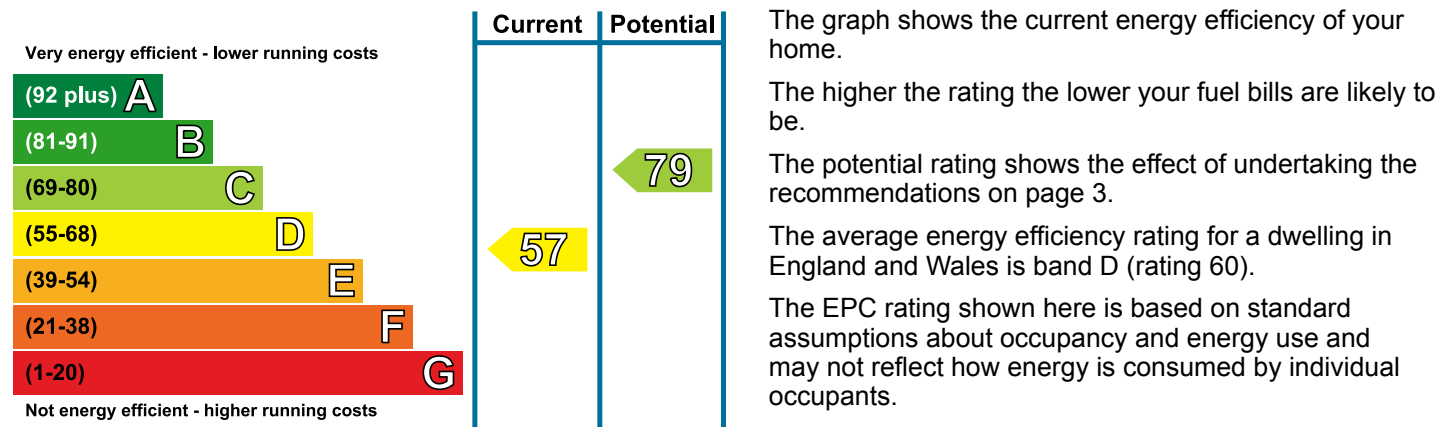 Current Potential
Very energy efficient - lower running costs
(92 plus) A
(81-91) B
(69-80) C
79
(55-68) D
57
(39-54) E
(21-38) F
(1-20) G
Not energy efficient - higher running costs
The graph shows the current energy efficiency of your
home.
The higher the rating the lower your fuel bills are likely to
be.
The potential rating shows the effect of undertaking the
recommendations on page 3.
The average energy efficiency rating for a dwelling in
England and Wales is band D (rating 60).
The EPC rating shown here is based on standard
assumptions about occupancy and energy use and
may not reflect how energy is consumed by individual
occupants.